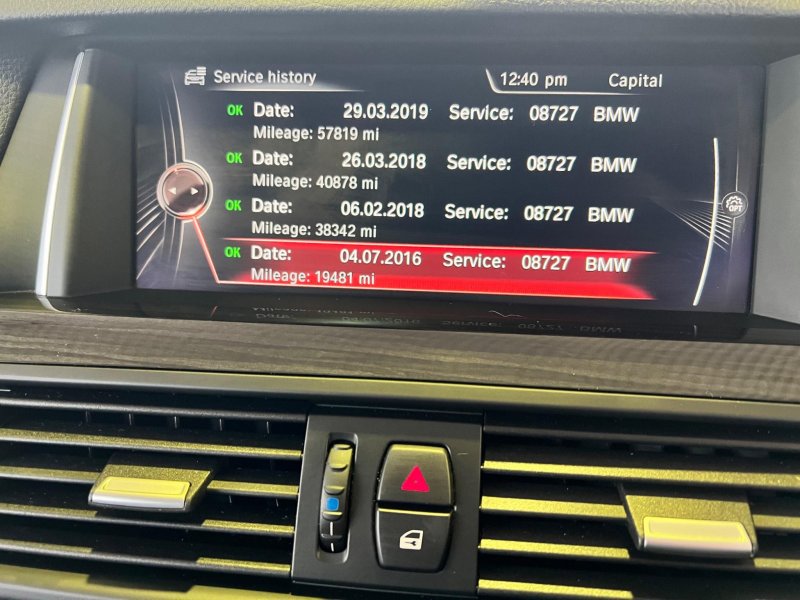 Service history 12:40 pm Capital
OK Date: 29.03.2019 Service: 08727 BMW
Mileage: 57819 mi
OK Date: 26.03.2018 Service: 08727 BMW
Mileage: 40878 mi
OK Date: 06.02.2018 Service: 08727 BMW
Mileage: 38342 mi
OK Date: 04.07.2016 Service: 08727 BMW
Mileage: 19481 mi
OPT